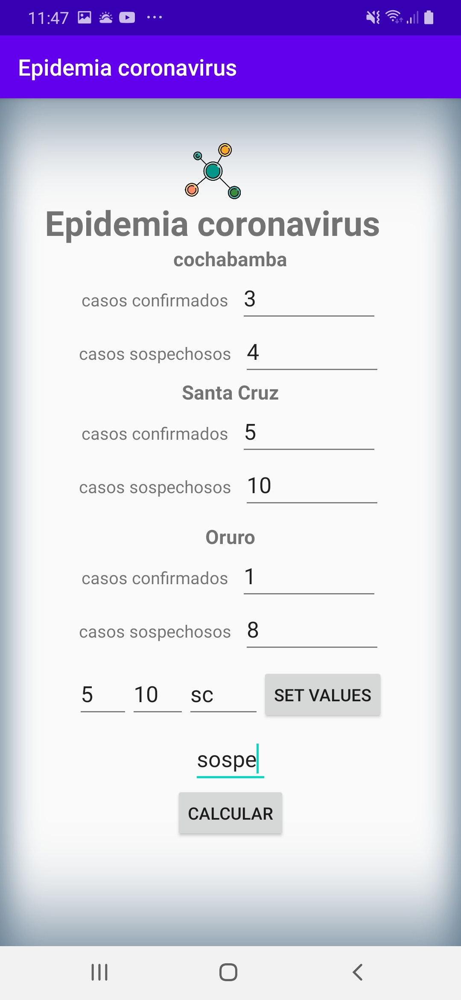 11:47
Epidemia coronavirus
Epidemia coronavirus
cochabamba
casos confirmados 3
casos sospechosos 4
Santa Cruz
casos confirmados 5
casos sospechosos 10
Oruro
casos confirmados 1
casos sospechosos 8
5 10 sc SET VALUES
sospe
CALCULAR